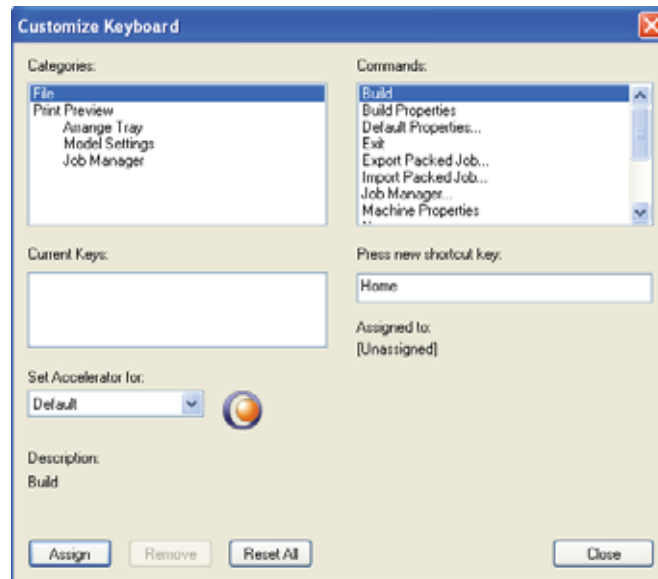 Customize Keyboard
Categories:
File
Print Preview
Arrange Tray
Model Settings
Job Manager
Commands:
Build
Build Properties
Default Properties...
Exit
Export Packed Job...
Import Packed Job...
Job Manager...
Machine Properties
Current Keys:
Press new shortcut key:
Home
Assigned to:
[Unassigned]
Set Accelerator for:
Default
Description:
Build
Assign
Remove
Reset All
Close